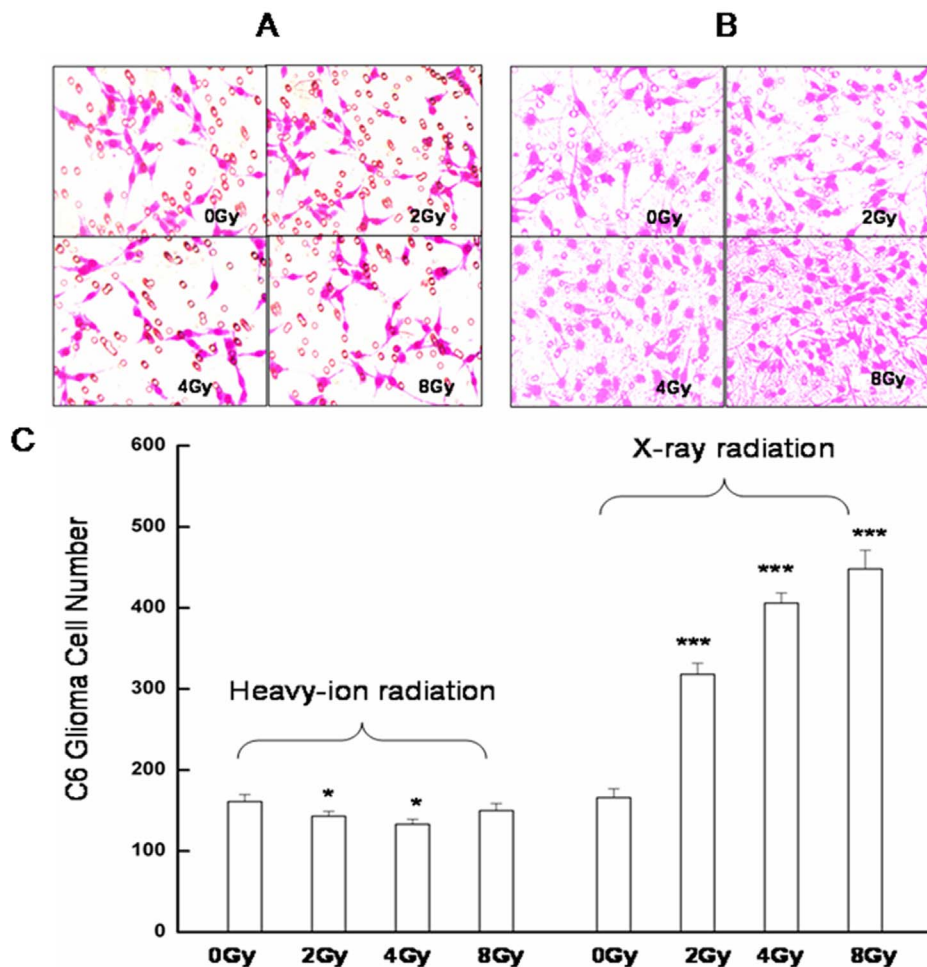 A
B
0Gy
2Gy
0Gy
2Gy
4Gy
8Gy
4Gy
8Gy
C
600
500
400
300
200
100
0
C6 Glioma Cell Number
X-ray radiation
***
***
***
Heavy-ion radiation
*
*
0Gy 2Gy 4Gy 8Gy 0Gy 2Gy 4Gy 8Gy